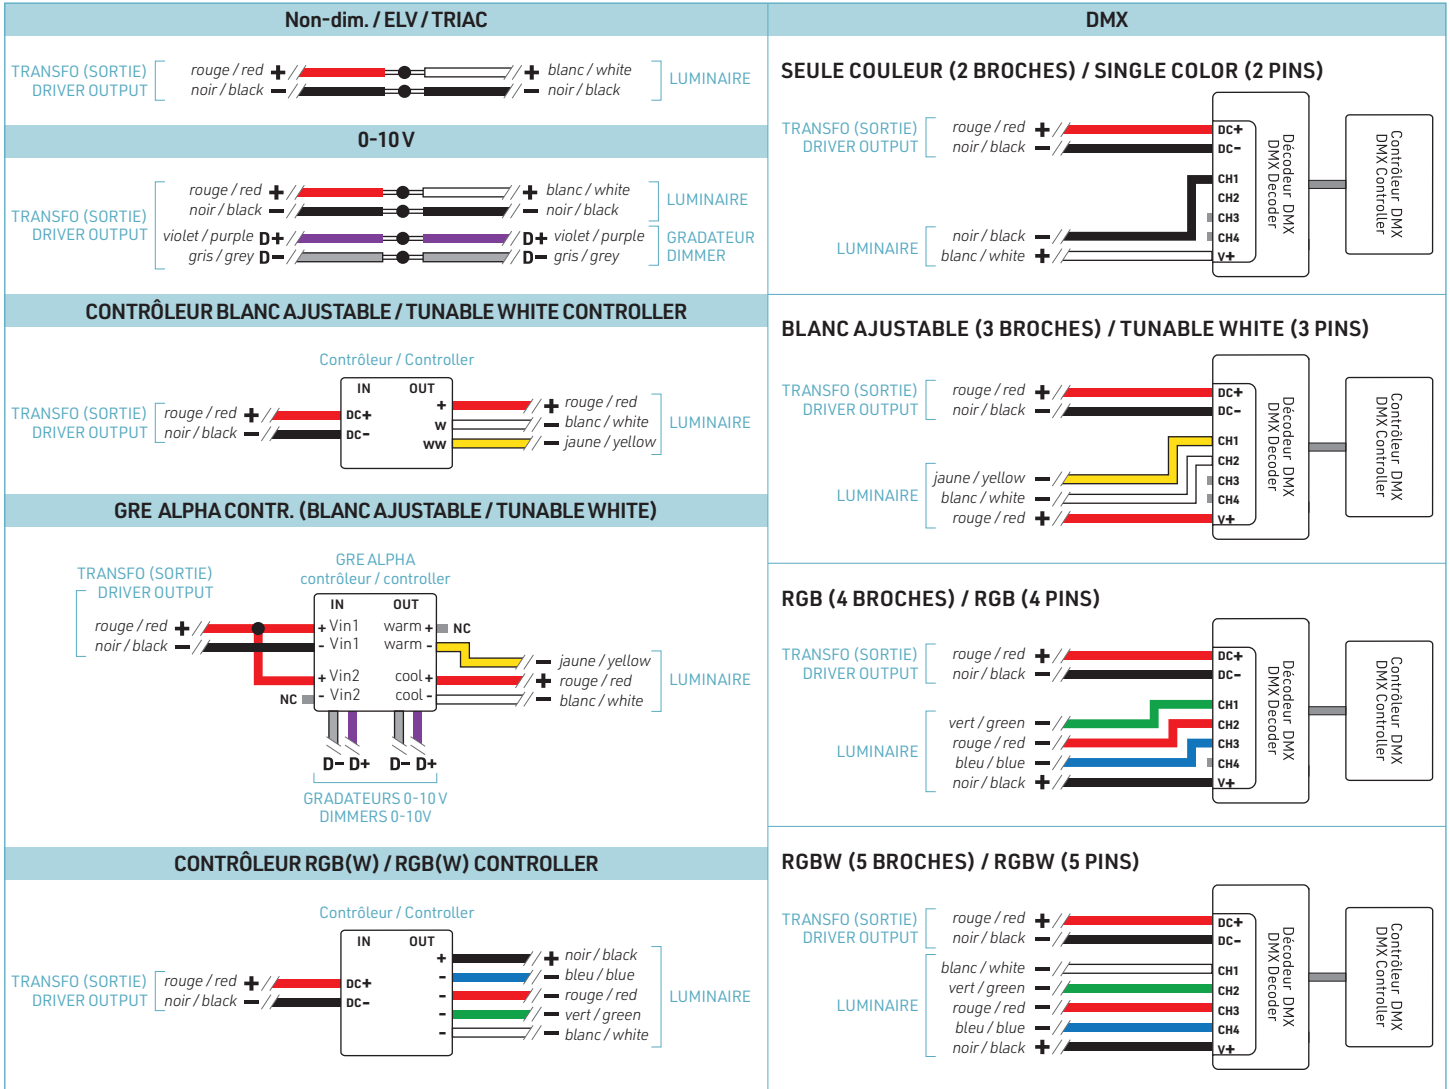 Non-dim. / ELV / TRIAC
TRANSFO (SORTIE)
DRIVER OUTPUT
rouge / red +
noir / black −
+ blanc / white
− noir / black
LUMINAIRE
0-10 V
TRANSFO (SORTIE)
DRIVER OUTPUT
rouge / red +
noir / black −
violet / purple D+
gris / grey D−
+ blanc / white
− noir / black
D+ violet / purple
D− gris / grey
LUMINAIRE
GRADATEUR
DIMMER
CONTRÔLEUR BLANC AJUSTABLE / TUNABLE WHITE CONTROLLER
Contrôleur / Controller
TRANSFO (SORTIE)
DRIVER OUTPUT
rouge / red +
noir / black −
IN OUT
DC+
DC−
+
W
WW
+ rouge / red
− blanc / white
− jaune / yellow
LUMINAIRE
GRE ALPHA CONTR. (BLANC AJUSTABLE / TUNABLE WHITE)
TRANSFO (SORTIE)
DRIVER OUTPUT
GRE ALPHA
contrôleur / controller
rouge / red +
noir / black −
IN OUT
+ Vin1 warm + NC
- Vin1 warm -
+ Vin2 cool +
NC - Vin2 cool -
− jaune / yellow
+ rouge / red
− blanc / white
LUMINAIRE
D− D+ D− D+
GRADATEURS 0-10 V
DIMMERS 0-10V
CONTRÔLEUR RGB(W) / RGB(W) CONTROLLER
Contrôleur / Controller
TRANSFO (SORTIE)
DRIVER OUTPUT
rouge / red +
noir / black −
IN OUT
DC+
DC−
+
-
-
-
-
+ noir / black
− bleu / blue
− rouge / red
− vert / green
− blanc / white
LUMINAIRE
DMX
SEULE COULEUR (2 BROCHES) / SINGLE COLOR (2 PINS)
TRANSFO (SORTIE)
DRIVER OUTPUT
rouge / red +
noir / black −
LUMINAIRE
noir / black −
blanc / white +
DC+
DC−
CH1
CH2
CH3
CH4
V+
Décodeur DMX
DMX Decoder
Contrôleur DMX
DMX Controller
BLANC AJUSTABLE (3 BROCHES) / TUNABLE WHITE (3 PINS)
TRANSFO (SORTIE)
DRIVER OUTPUT
rouge / red +
noir / black −
LUMINAIRE
jaune / yellow −
blanc / white −
rouge / red +
DC+
DC−
CH1
CH2
CH3
CH4
V+
Décodeur DMX
DMX Decoder
Contrôleur DMX
DMX Controller
RGB (4 BROCHES) / RGB (4 PINS)
TRANSFO (SORTIE)
DRIVER OUTPUT
rouge / red +
noir / black −
LUMINAIRE
vert / green −
rouge / red −
bleu / blue −
noir / black +
DC+
DC−
CH1
CH2
CH3
CH4
V+
Décodeur DMX
DMX Decoder
Contrôleur DMX
DMX Controller
RGBW (5 BROCHES) / RGBW (5 PINS)
TRANSFO (SORTIE)
DRIVER OUTPUT
rouge / red +
noir / black −
LUMINAIRE
blanc / white −
vert / green −
rouge / red −
bleu / blue −
noir / black +
DC+
DC−
CH1
CH2
CH3
CH4
V+
Décodeur DMX
DMX Decoder
Contrôleur DMX
DMX Controller